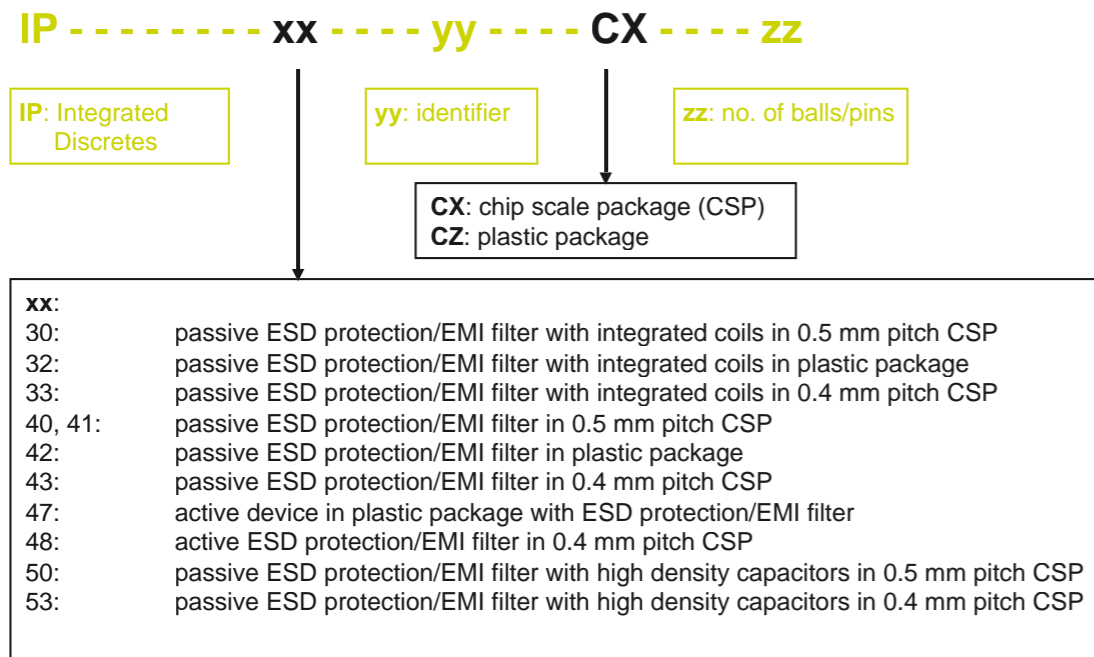 IP - - - - - - - - xx - - - - yy - - - - CX - - - - zz
IP: Integrated
Discretes
yy: identifier
zz: no. of balls/pins
CX: chip scale package (CSP)
CZ: plastic package
xx:
30: passive ESD protection/EMI filter with integrated coils in 0.5 mm pitch CSP
32: passive ESD protection/EMI filter with integrated coils in plastic package
33: passive ESD protection/EMI filter with integrated coils in 0.4 mm pitch CSP
40, 41: passive ESD protection/EMI filter in 0.5 mm pitch CSP
42: passive ESD protection/EMI filter in plastic package
43: passive ESD protection/EMI filter in 0.4 mm pitch CSP
47: active device in plastic package with ESD protection/EMI filter
48: active ESD protection/EMI filter in 0.4 mm pitch CSP
50: passive ESD protection/EMI filter with high density capacitors in 0.5 mm pitch CSP
53: passive ESD protection/EMI filter with high density capacitors in 0.4 mm pitch CSP